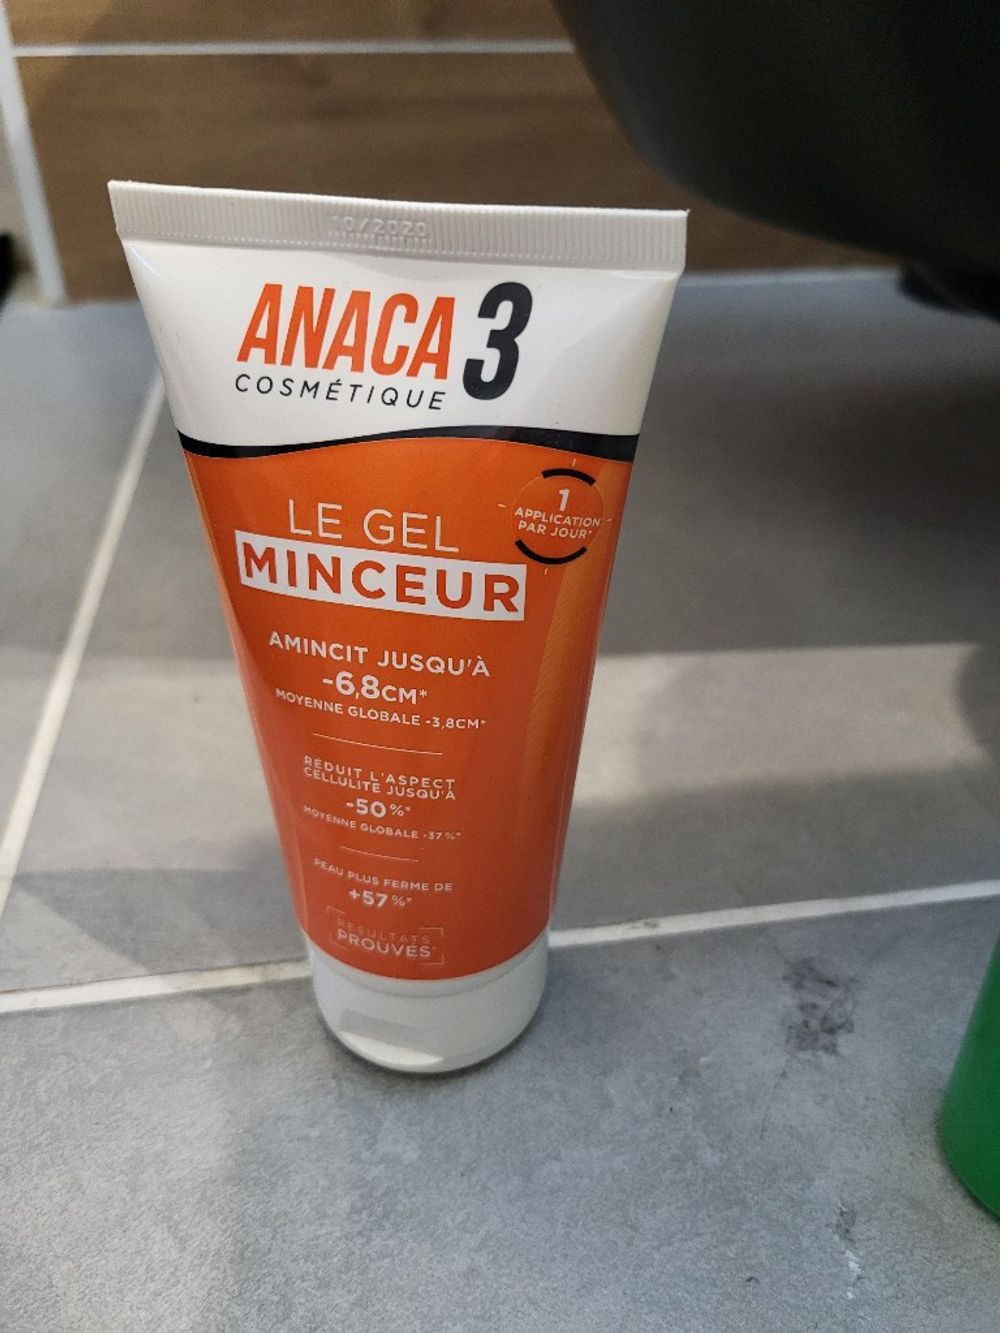 10/2020
ANACA 3
COSMÉTIQUE
1
APPLICATION
PAR JOUR*
LE GEL
MINCEUR
AMINCIT JUSQU'À
-6,8CM*
MOYENNE GLOBALE -3,8CM*
RÉDUIT L'ASPECT
CELLULITE JUSQU'À
-50%*
MOYENNE GLOBALE -37%*
PEAU PLUS FERME DE
+57%*
RÉSULTATS
PROUVÉS*